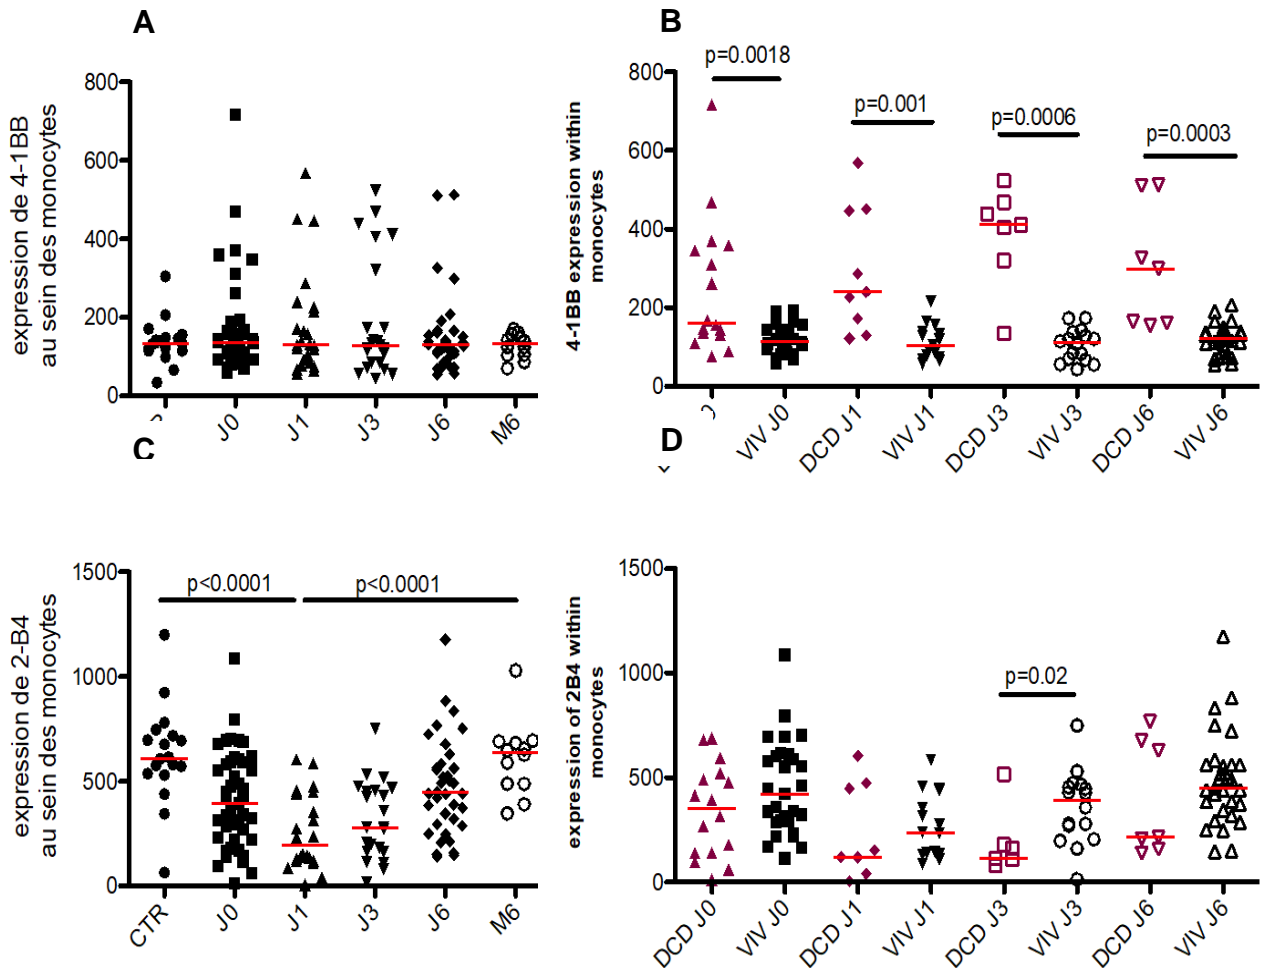 A
expression de 4-1BB
au sein des monocytes
800
600
400
200
0
J0
J1
J3
J6
M6
B
4-1BB expression within
monocytes
800
600
400
200
0
p=0.0018
p=0.001
p=0.0006
p=0.0003
VIV J0
DCD J1
VIV J1
DCD J3
VIV J3
DCD J6
VIV J6
C
expression de 2-B4
au sein des monocytes
1500
1000
500
0
p<0.0001
p<0.0001
CTR
J0
J1
J3
J6
M6
D
expression of 2B4 within
monocytes
1500
1000
500
0
p=0.02
DCD J0
VIV J0
DCD J1
VIV J1
DCD J3
VIV J3
DCD J6
VIV J6